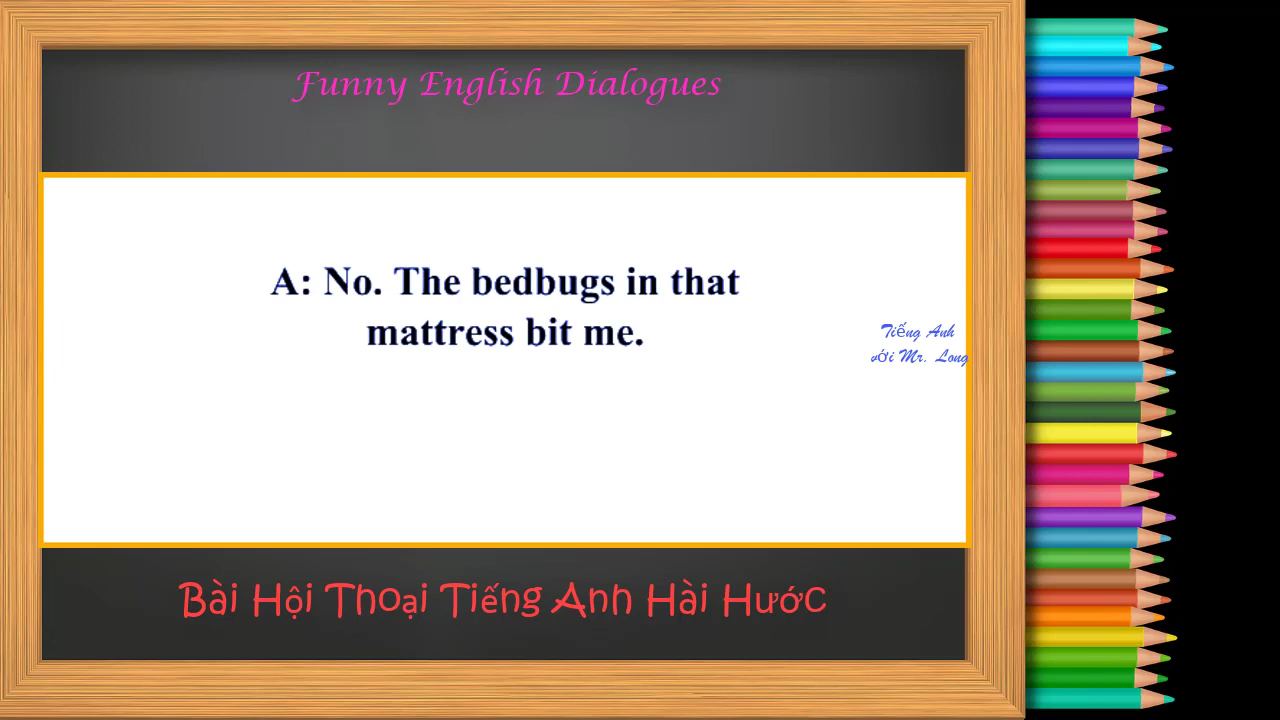 Funny English Dialogues
A: No. The bedbugs in that
mattress bit me.
Tiếng Anh
với Mr. Long
Bài Hội Thoại Tiếng Anh Hài Hước